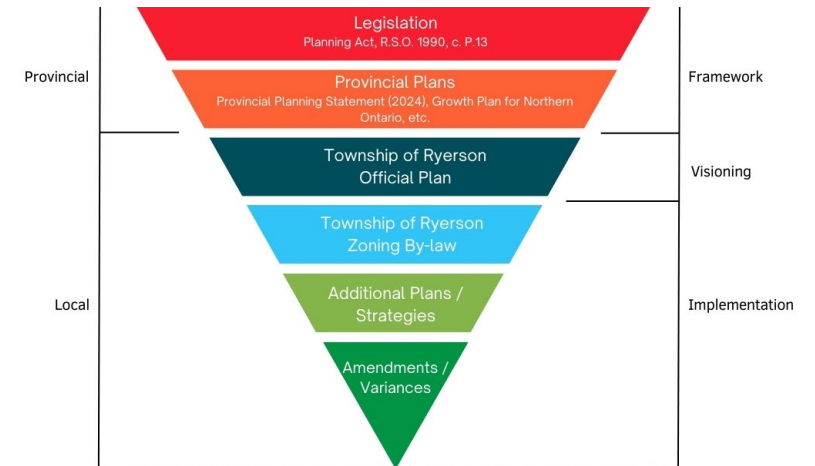 Legislation
Planning Act, R.S.O. 1990, c. P.13
Provincial
Provincial Plans
Framework
Provincial Planning Statement (2024), Growth Plan for Northern
Ontario, etc.
Township of Ryerson
Official Plan
Visioning
Township of Ryerson
Zoning By-law
Local
Additional Plans /
Strategies
Implementation
Amendments /
Variances